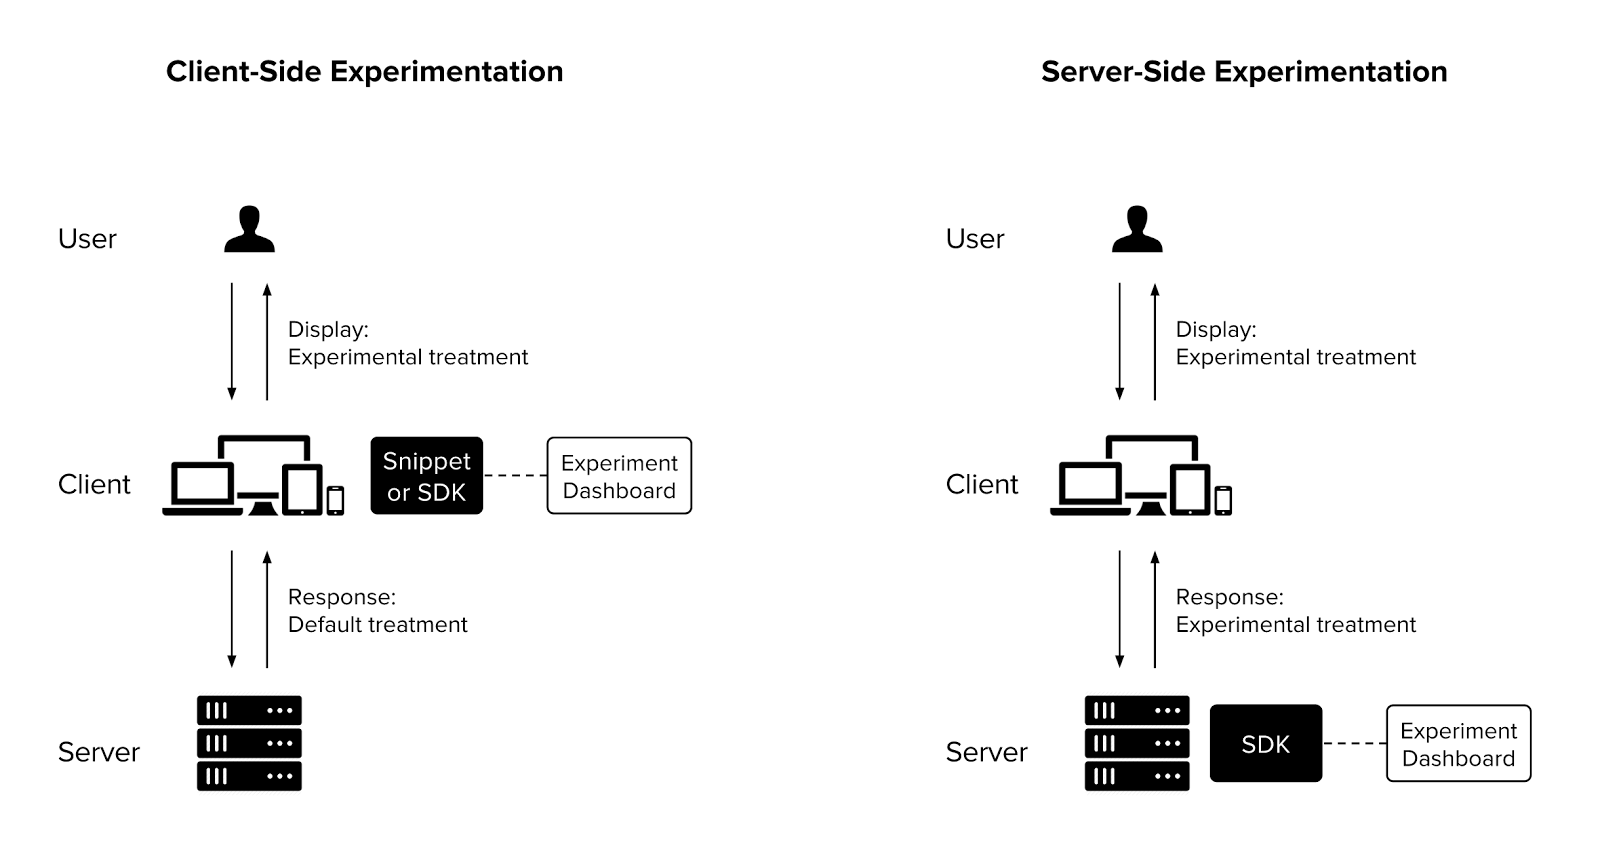 Client-Side Experimentation
User
Display:
Experimental treatment
Client
Snippet
or SDK
Experiment
Dashboard
Response:
Default treatment
Server
Server-Side Experimentation
User
Display:
Experimental treatment
Client
Response:
Experimental treatment
Server
SDK
Experiment
Dashboard